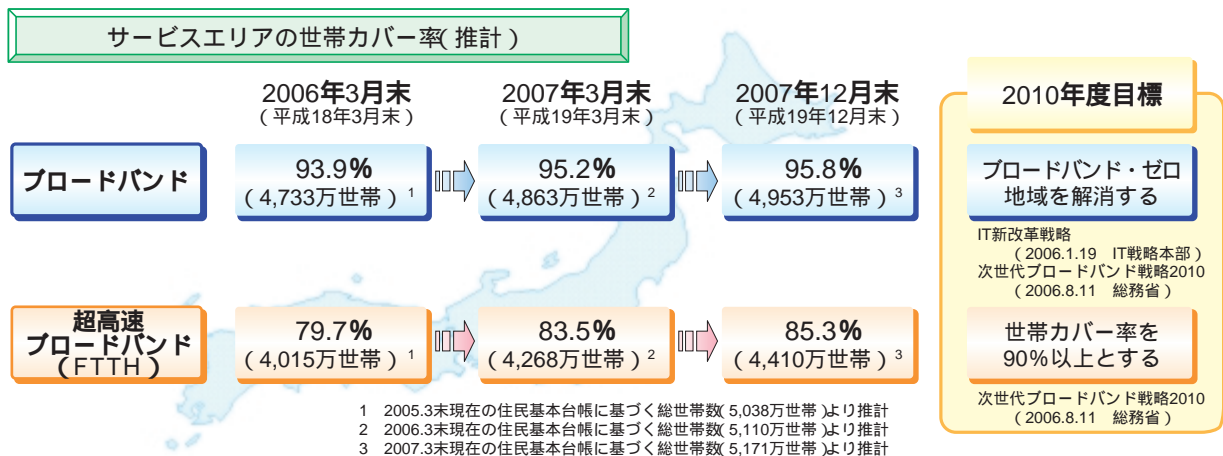 サービスエリアの世帯カバー率(推計)
2006年3月末
(平成18年3月末)
2007年3月末
(平成19年3月末)
2007年12月末
(平成19年12月末)
2010年度目標
ブロードバンド
93.9%
(4,733万世帯) 1
95.2%
(4,863万世帯) 2
95.8%
(4,953万世帯) 3
ブロードバンド・ゼロ
地域を解消する
IT新改革戦略
(2006.1.19 IT戦略本部)
次世代ブロードバンド戦略2010
(2006.8.11 総務省)
超高速
ブロードバンド
(FTTH)
79.7%
(4,015万世帯) 1
83.5%
(4,268万世帯) 2
85.3%
(4,410万世帯) 3
世帯カバー率を
90%以上とする
次世代ブロードバンド戦略2010
(2006.8.11 総務省)
1 2005.3末現在の住民基本台帳に基づく総世帯数(5,038万世帯)より推計
2 2006.3末現在の住民基本台帳に基づく総世帯数(5,110万世帯)より推計
3 2007.3末現在の住民基本台帳に基づく総世帯数(5,171万世帯)より推計